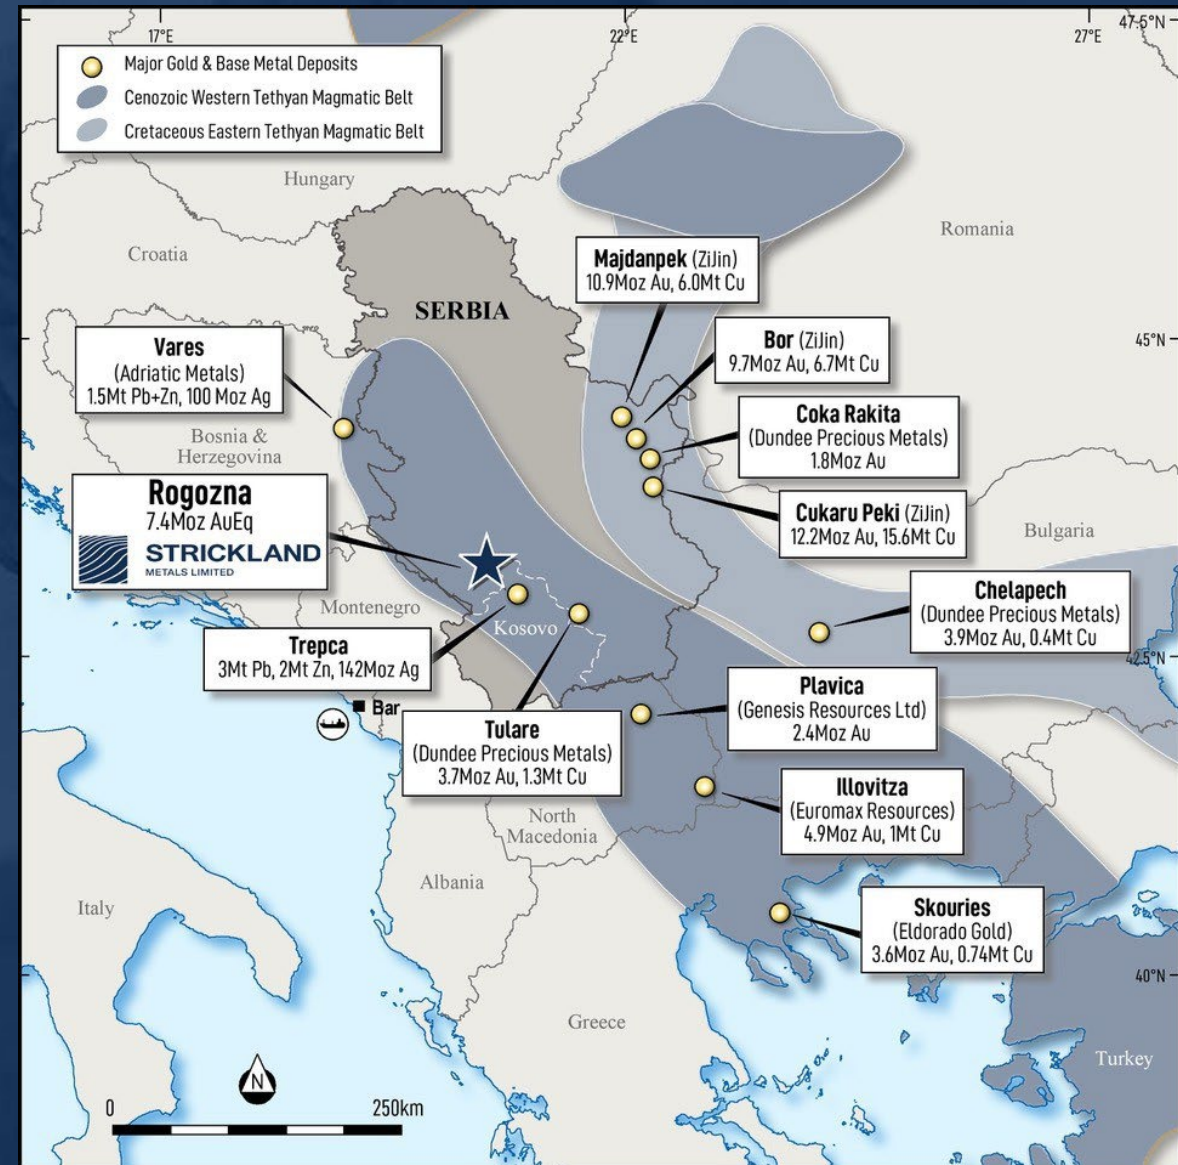 17°E
22°E
27°E
47.5°N
Major Gold & Base Metal Deposits
Cenozoic Western Tethyan Magmatic Belt
Cretaceous Eastern Tethyan Magmatic Belt
Hungary
Romania
Croatia
Majdanpek (ZiJin)
10.9Moz Au, 6.0Mt Cu
SERBIA
Bor (ZiJin)
9.7Moz Au, 6.7Mt Cu
45°N
Vares
(Adriatic Metals)
1.5Mt Pb+Zn, 100 Moz Ag
Coka Rakita
(Dundee Precious Metals)
1.8Moz Au
Bosnia &
Herzegovina
Rogozna
7.4Moz AuEq
STRICKLAND
METALS LIMITED
Cukaru Peki (ZiJin)
12.2Moz Au, 15.6Mt Cu
Bulgaria
Chelapech
(Dundee Precious Metals)
3.9Moz Au, 0.4Mt Cu
Montenegro
Kosovo
Trepca
3Mt Pb, 2Mt Zn, 142Moz Ag
42.5°N
Plavica
(Genesis Resources Ltd)
2.4Moz Au
Bar
Tulare
(Dundee Precious Metals)
3.7Moz Au, 1.3Mt Cu
Illovitza
(Euromax Resources)
4.9Moz Au, 1Mt Cu
North
Macedonia
Albania
Italy
Skouries
(Eldorado Gold)
3.6Moz Au, 0.74Mt Cu
40°N
Greece
Turkey
N
0
250km